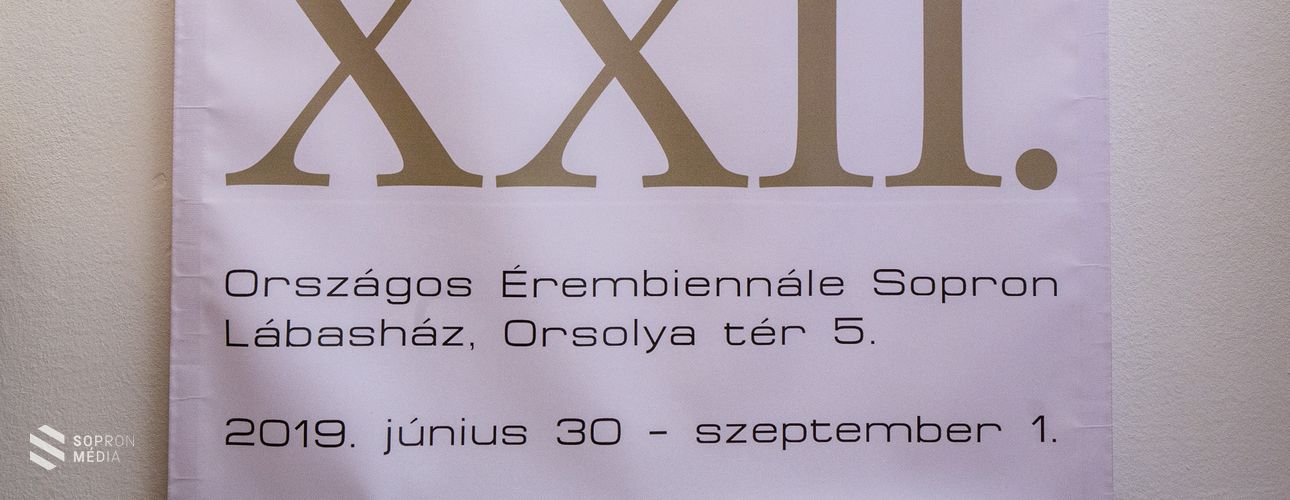 XXII.
Országos Érembiennále Sopron
Lábasház, Orsolya tér 5.
2019. június 30 - szeptember 1.
SOPRON
MÉDIA